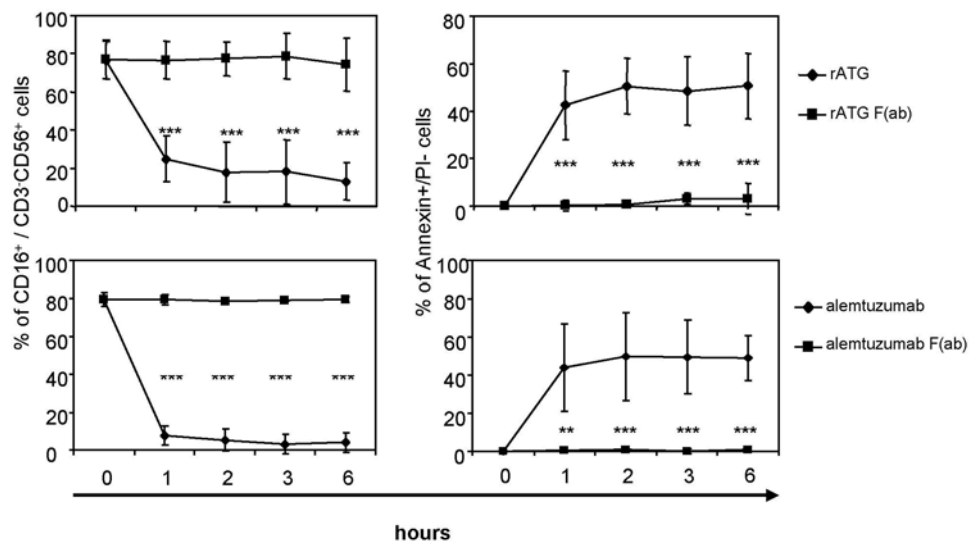 % of CD16+ / CD3-CD56+ cells
100
80
60
40
20
0
*** *** *** ***
80
60
40
20
0
% of Annexin+/PI- cells
*** *** *** ***
rATG
rATG F(ab)
100
80
60
40
20
0
*** *** *** ***
0 1 2 3 6
100
80
60
40
20
0
** *** *** ***
0 1 2 3 6
alemtuzumab
alemtuzumab F(ab)
hours